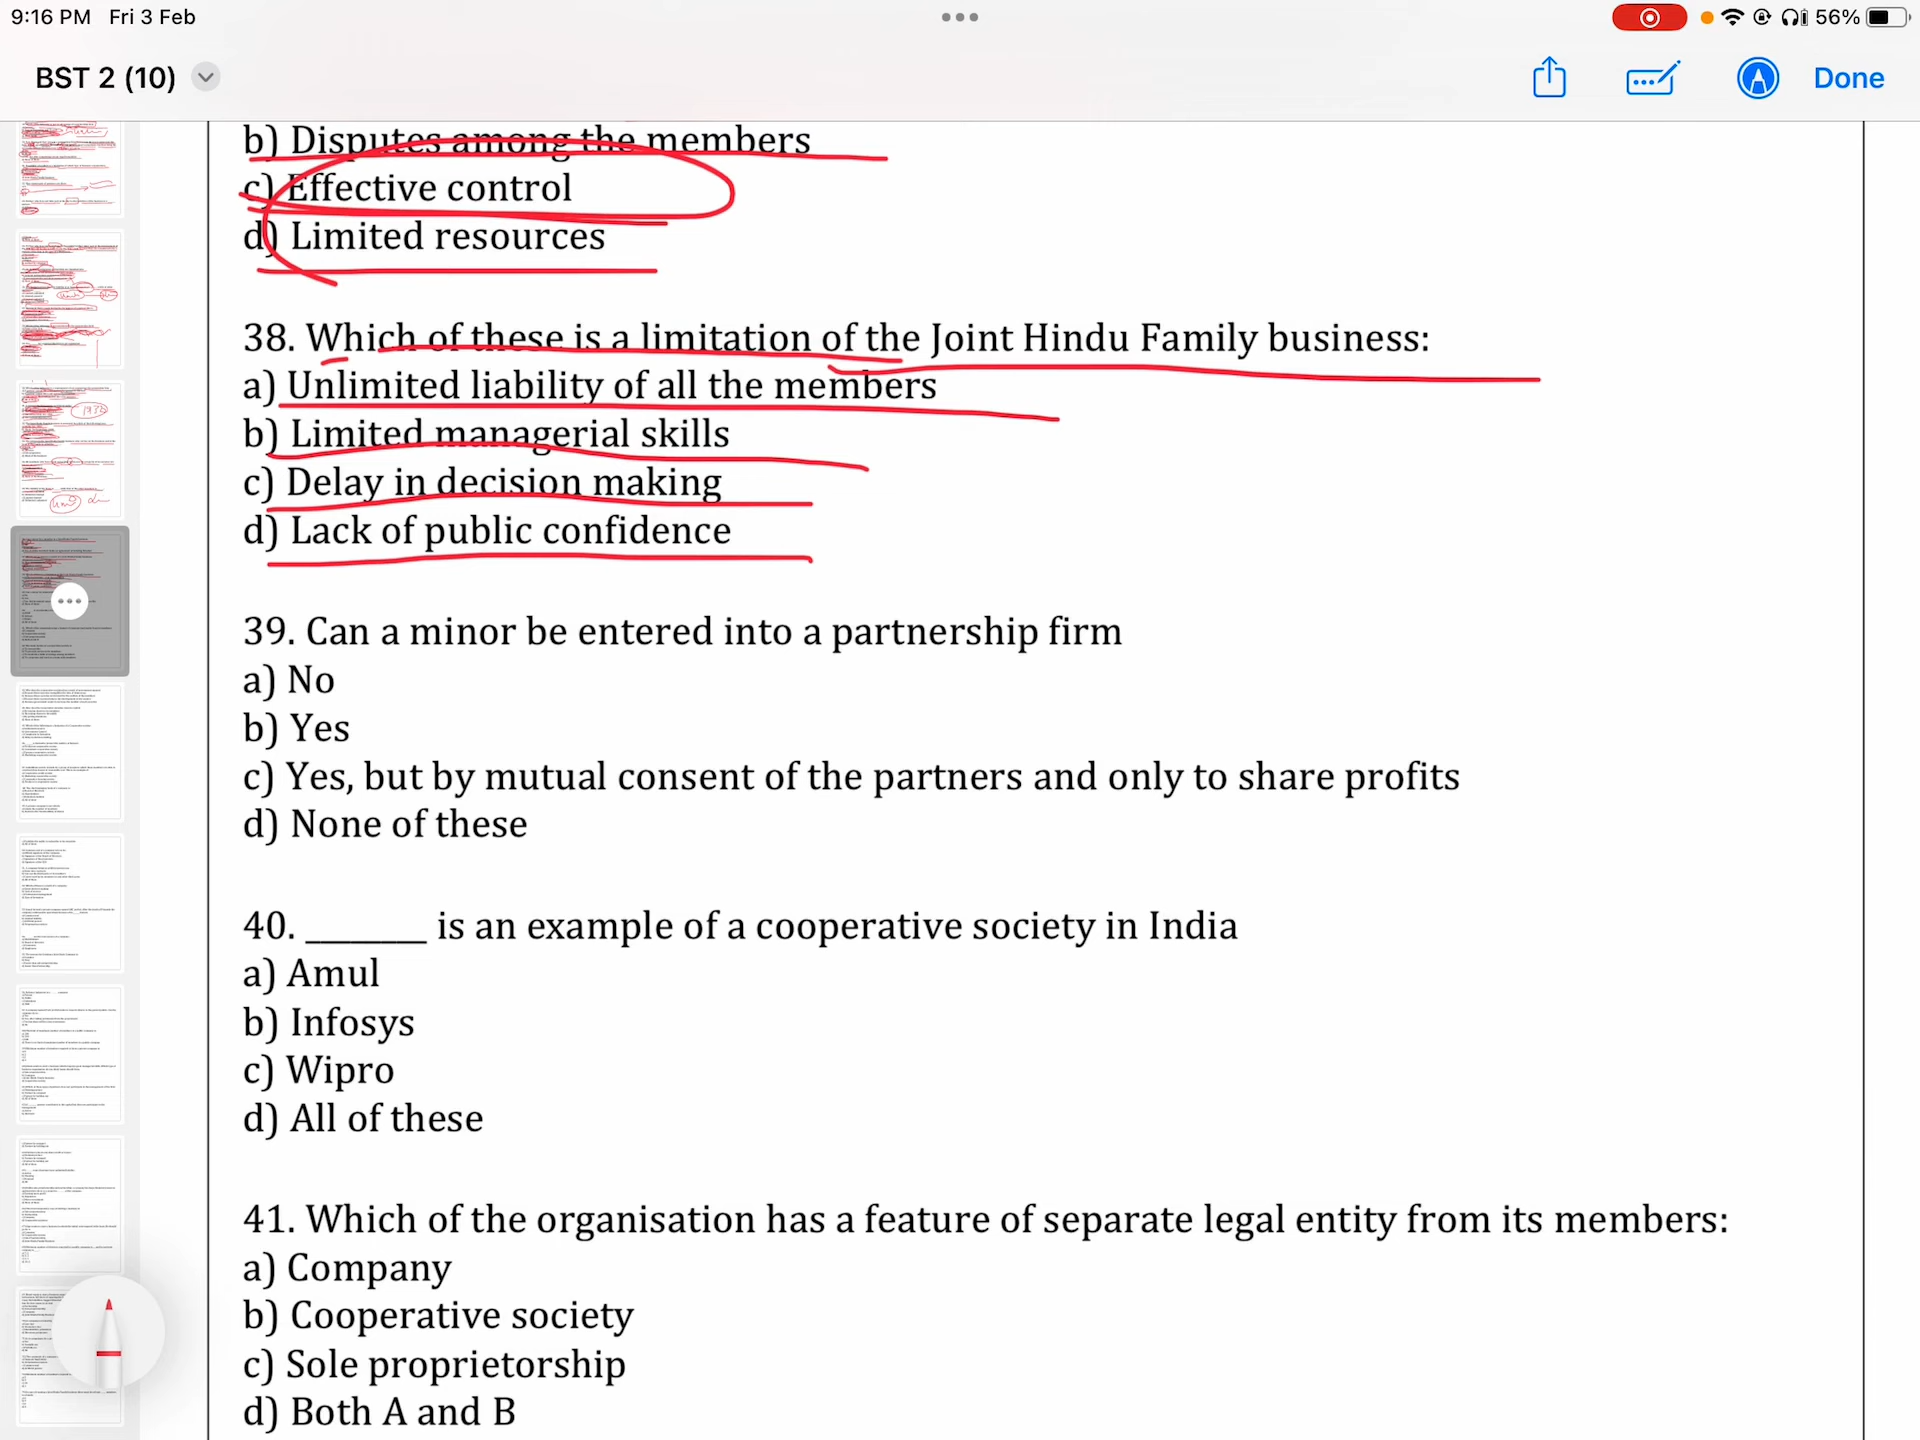 9:16 PM Fri 3 Feb
56%
BST 2 (10)
Done
b) Disputes among the members
c) Effective control
d) Limited resources
38. Which of these is a limitation of the Joint Hindu Family business:
a) Unlimited liability of all the members
b) Limited managerial skills
c) Delay in decision making
d) Lack of public confidence
39. Can a minor be entered into a partnership firm
a) No
b) Yes
c) Yes, but by mutual consent of the partners and only to share profits
d) None of these
40. ______ is an example of a cooperative society in India
a) Amul
b) Infosys
c) Wipro
d) All of these
41. Which of the organisation has a feature of separate legal entity from its members:
a) Company
b) Cooperative society
c) Sole proprietorship
d) Both A and B